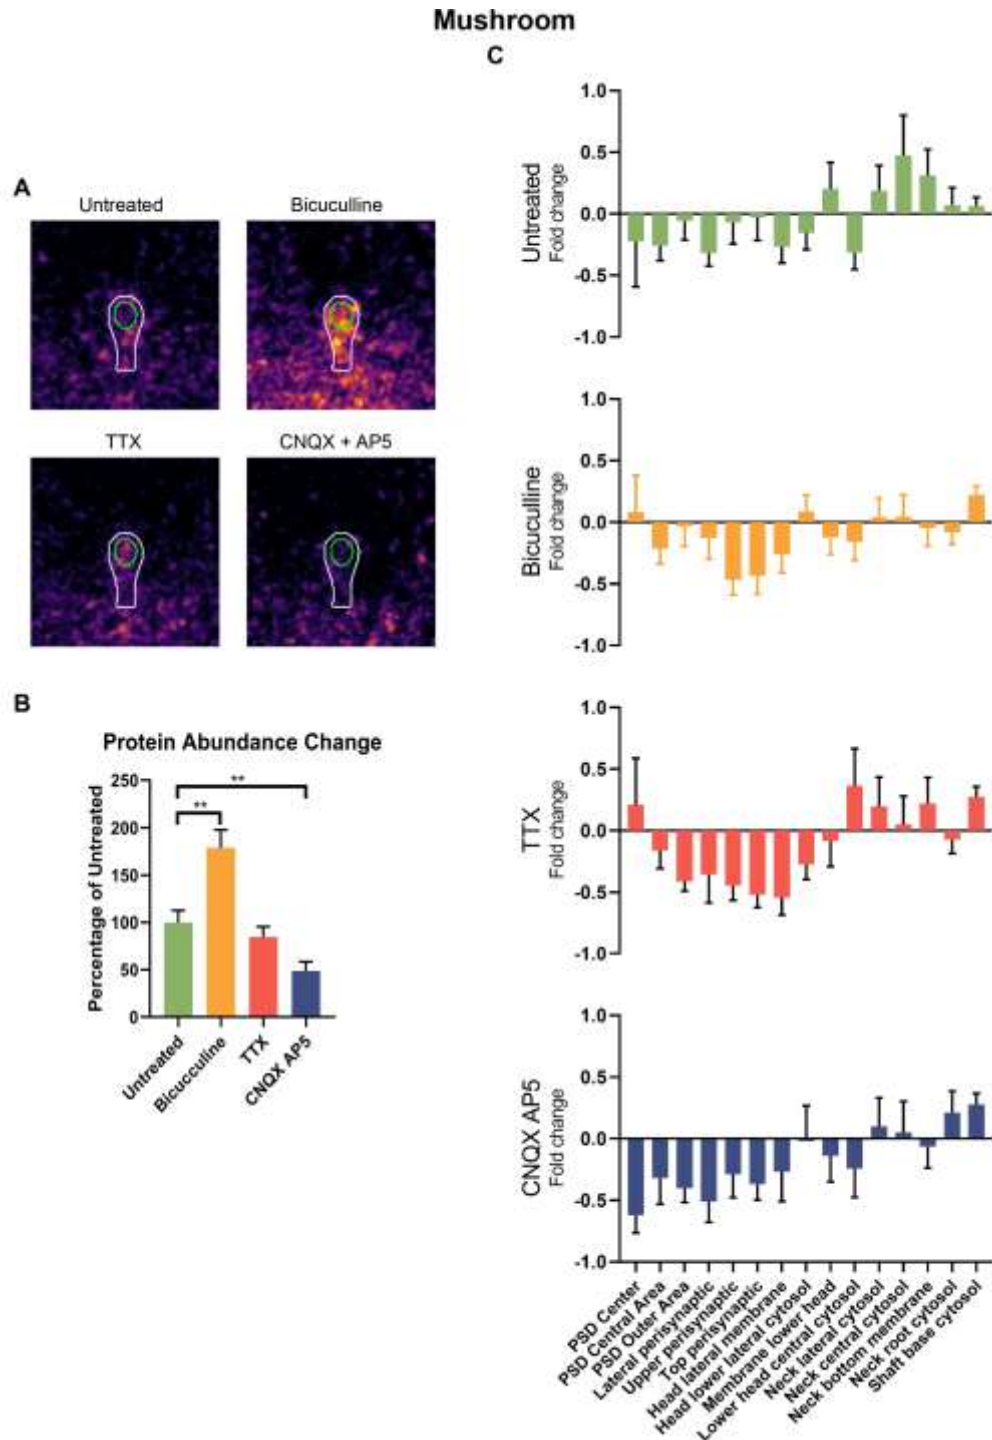 Mushroom
A
Untreated
Bicuculline
TTX
CNQX + AP5
B
Protein Abundance Change
Percentage of Untreated
250
200
150
100
50
0
**
**
Untreated
Bicucculine
TTX
CNQX AP5
C
Untreated
Fold change
1.0
0.5
0.0
-0.5
-1.0
Bicuculline
Fold change
1.0
0.5
0.0
-0.5
-1.0
TTX
Fold change
1.0
0.5
0.0
-0.5
-1.0
CNQX AP5
Fold change
1.0
0.5
0.0
-0.5
-1.0
PSD Center
PSD Central Area
PSD Outer Area
Lateral perisynaptic
Upper perisynaptic
Top perisynaptic
Head lateral membrane
Head lower lateral cytosol
Membrane lower head
Lower head central cytosol
Neck lateral cytosol
Neck central cytosol
Neck bottom membrane
Neck root cytosol
Shaft base cytosol